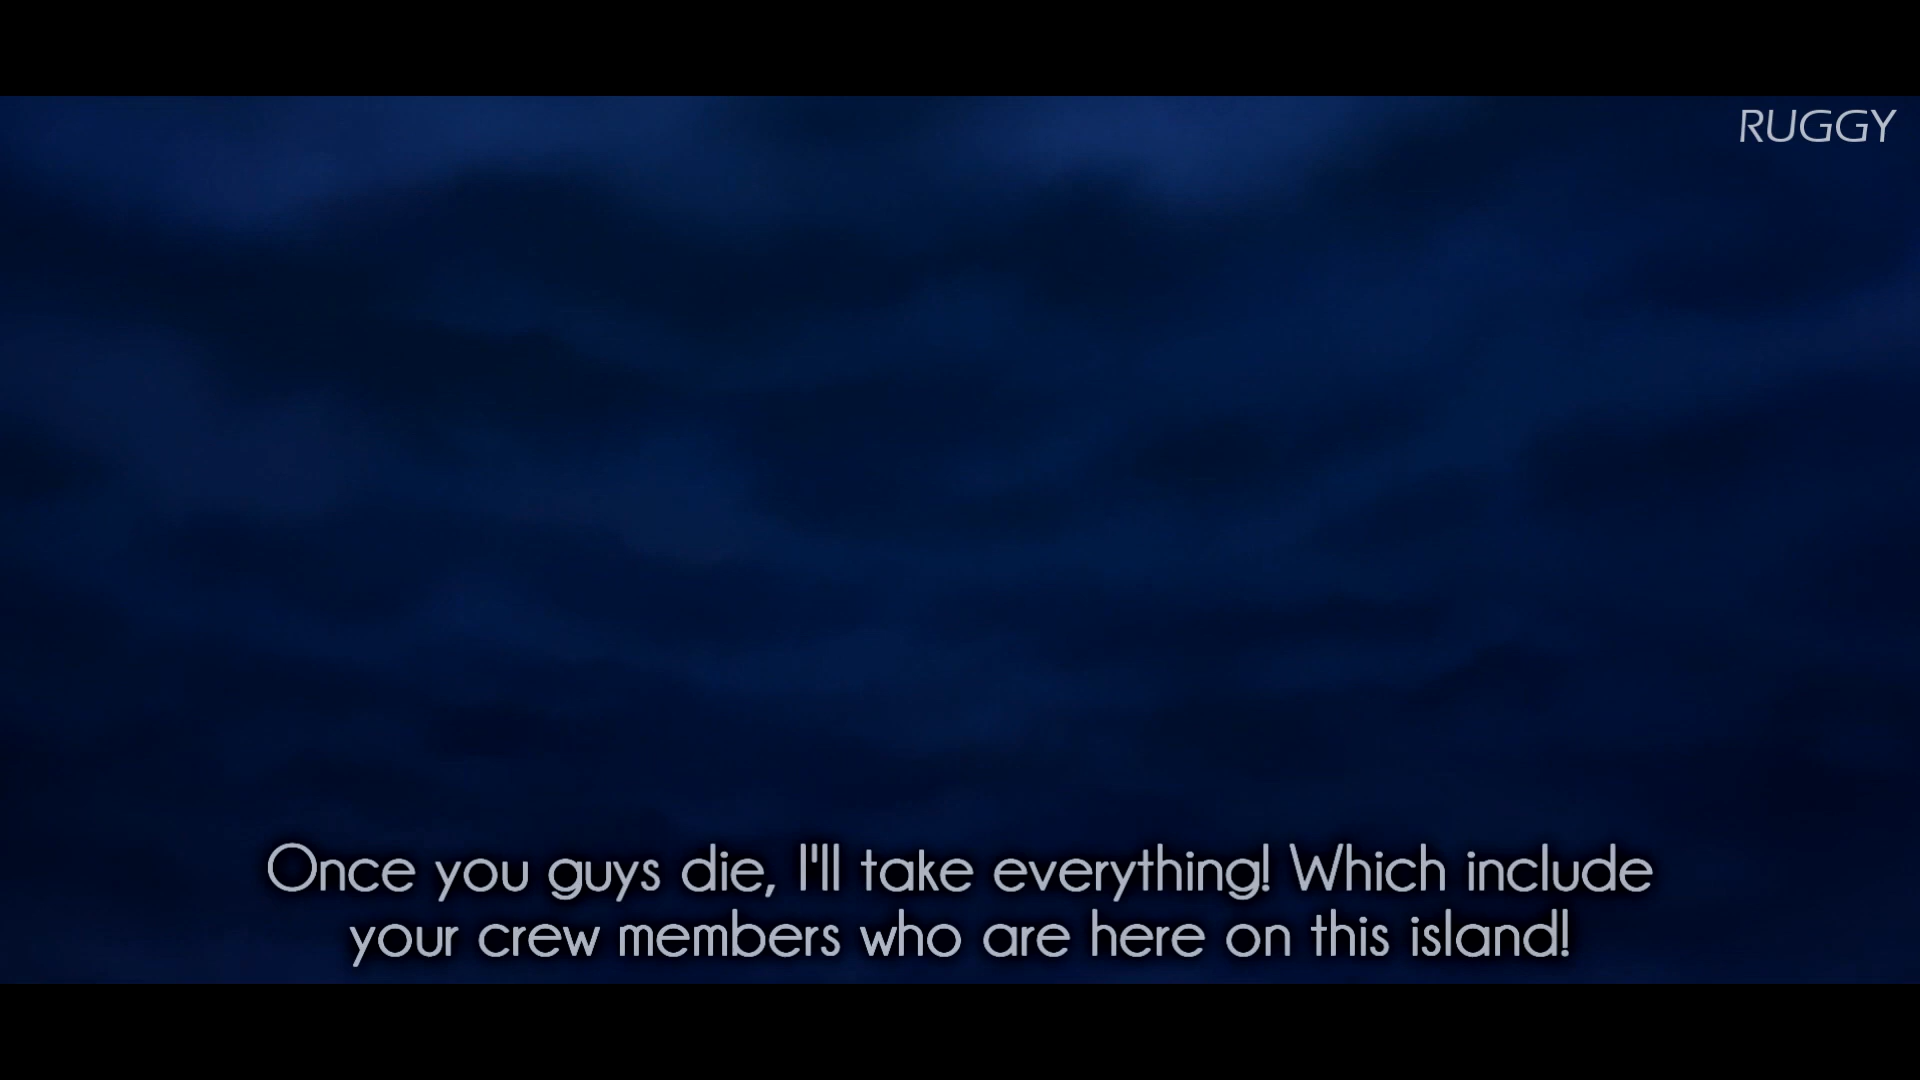 RUGGY
Once you guys die, I'll take everything! Which include
your crew members who are here on this island!